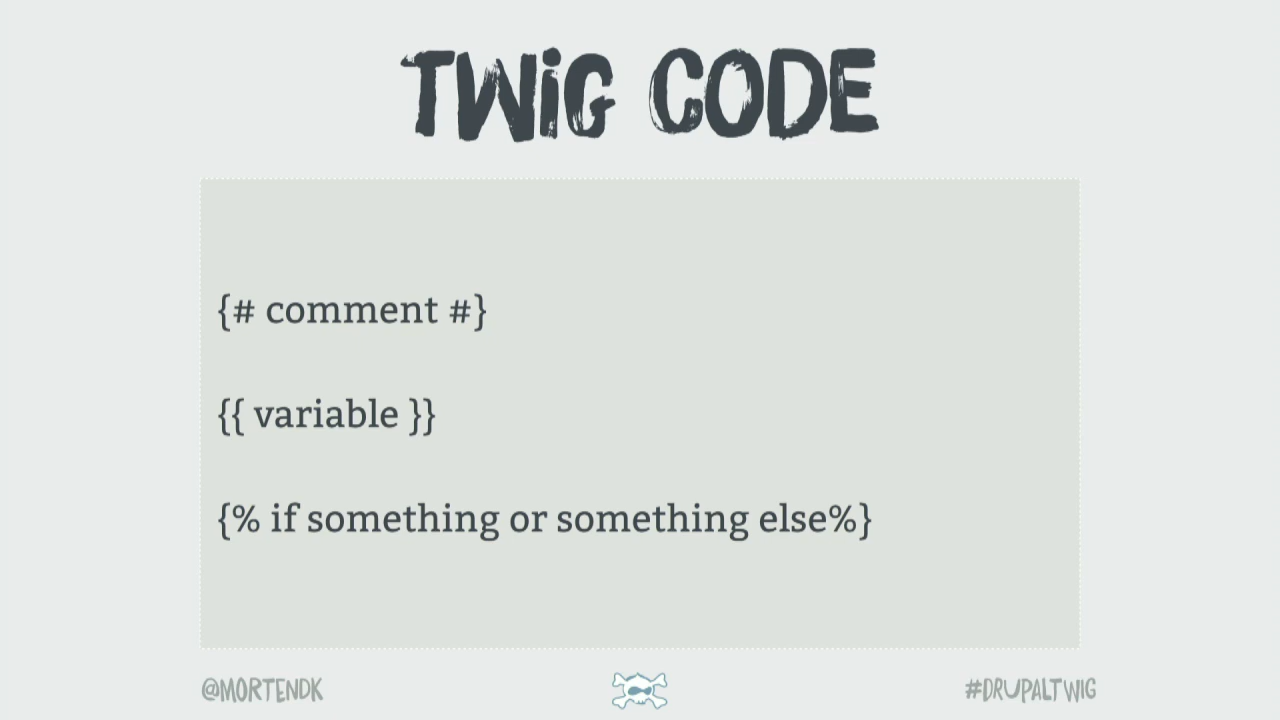 TWiG CODE
{# comment #}
{{ variable }}
{% if something or something else%}
@MORTENDK
#DRUPALTWIG